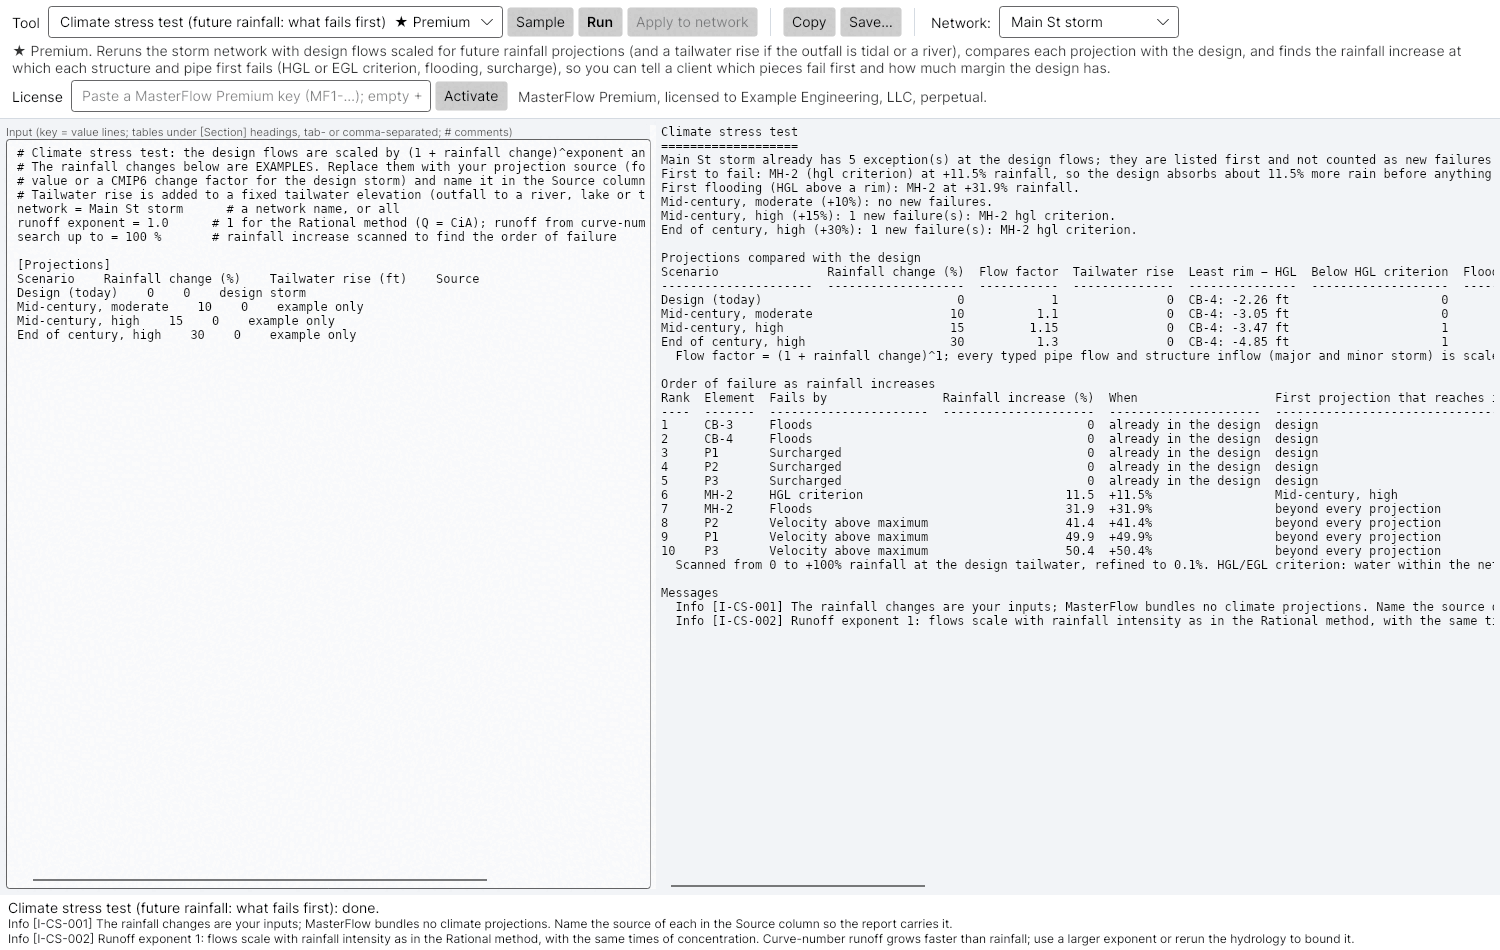 Tool Climate stress test (future rainfall: what fails first) ★ Premium Sample Run Apply to network Copy Save... Network: Main St storm
★ Premium. Reruns the storm network with design flows scaled for future rainfall projections (and a tailwater rise if the outfall is tidal or a river), compares each projection with the design, and finds the rainfall increase at
which each structure and pipe first fails (HGL or EGL criterion, flooding, surcharge), so you can tell a client which pieces fail first and how much margin the design has.
License Paste a MasterFlow Premium key (MF1-...); empty + Activate MasterFlow Premium, licensed to Example Engineering, LLC, perpetual.
Input (key = value lines; tables under [Section] headings, tab- or comma-separated; # comments)
# Climate stress test: the design flows are scaled by (1 + rainfall change)^exponent an
# The rainfall changes below are EXAMPLES. Replace them with your projection source (fo
# value or a CMIP6 change factor for the design storm) and name it in the Source column
# Tailwater rise is added to a fixed tailwater elevation (outfall to a river, lake or t
network = Main St storm # a network name, or all
runoff exponent = 1.0 # 1 for the Rational method (Q = CiA); runoff from curve-num
search up to = 100 % # rainfall increase scanned to find the order of failure
[Projections]
Scenario Rainfall change (%) Tailwater rise (ft) Source
Design (today) 0 0 design storm
Mid-century, moderate 10 0 example only
Mid-century, high 15 0 example only
End of century, high 30 0 example only
Climate stress test
===================
Main St storm already has 5 exception(s) at the design flows; they are listed first and not counted as new failures
First to fail: MH-2 (hgl criterion) at +11.5% rainfall, so the design absorbs about 11.5% more rain before anything
First flooding (HGL above a rim): MH-2 at +31.9% rainfall.
Mid-century, moderate (+10%): no new failures.
Mid-century, high (+15%): 1 new failure(s): MH-2 hgl criterion.
End of century, high (+30%): 1 new failure(s): MH-2 hgl criterion.
Projections compared with the design
Scenario Rainfall change (%) Flow factor Tailwater rise Least rim − HGL Below HGL criterion Flood
Design (today) 0 1 0 CB-4: -2.26 ft 0
Mid-century, moderate 10 1.1 0 CB-4: -3.05 ft 0
Mid-century, high 15 1.15 0 CB-4: -3.47 ft 1
End of century, high 30 1.3 0 CB-4: -4.85 ft 1
Flow factor = (1 + rainfall change)^1; every typed pipe flow and structure inflow (major and minor storm) is scale
Order of failure as rainfall increases
Rank Element Fails by Rainfall increase (%) When First projection that reaches i
1 CB-3 Floods 0 already in the design design
2 CB-4 Floods 0 already in the design design
3 P1 Surcharged 0 already in the design design
4 P2 Surcharged 0 already in the design design
5 P3 Surcharged 0 already in the design design
6 MH-2 HGL criterion 11.5 +11.5% Mid-century, high
7 MH-2 Floods 31.9 +31.9% beyond every projection
8 P2 Velocity above maximum 41.4 +41.4% beyond every projection
9 P1 Velocity above maximum 49.9 +49.9% beyond every projection
10 P3 Velocity above maximum 50.4 +50.4% beyond every projection
Scanned from 0 to +100% rainfall at the design tailwater, refined to 0.1%. HGL/EGL criterion: water within the net
Messages
Info [I-CS-001] The rainfall changes are your inputs; MasterFlow bundles no climate projections. Name the source o
Info [I-CS-002] Runoff exponent 1: flows scale with rainfall intensity as in the Rational method, with the same ti
Climate stress test (future rainfall: what fails first): done.
Info [I-CS-001] The rainfall changes are your inputs; MasterFlow bundles no climate projections. Name the source of each in the Source column so the report carries it.
Info [I-CS-002] Runoff exponent 1: flows scale with rainfall intensity as in the Rational method, with the same times of concentration. Curve-number runoff grows faster than rainfall; use a larger exponent or rerun the hydrology to bound it.